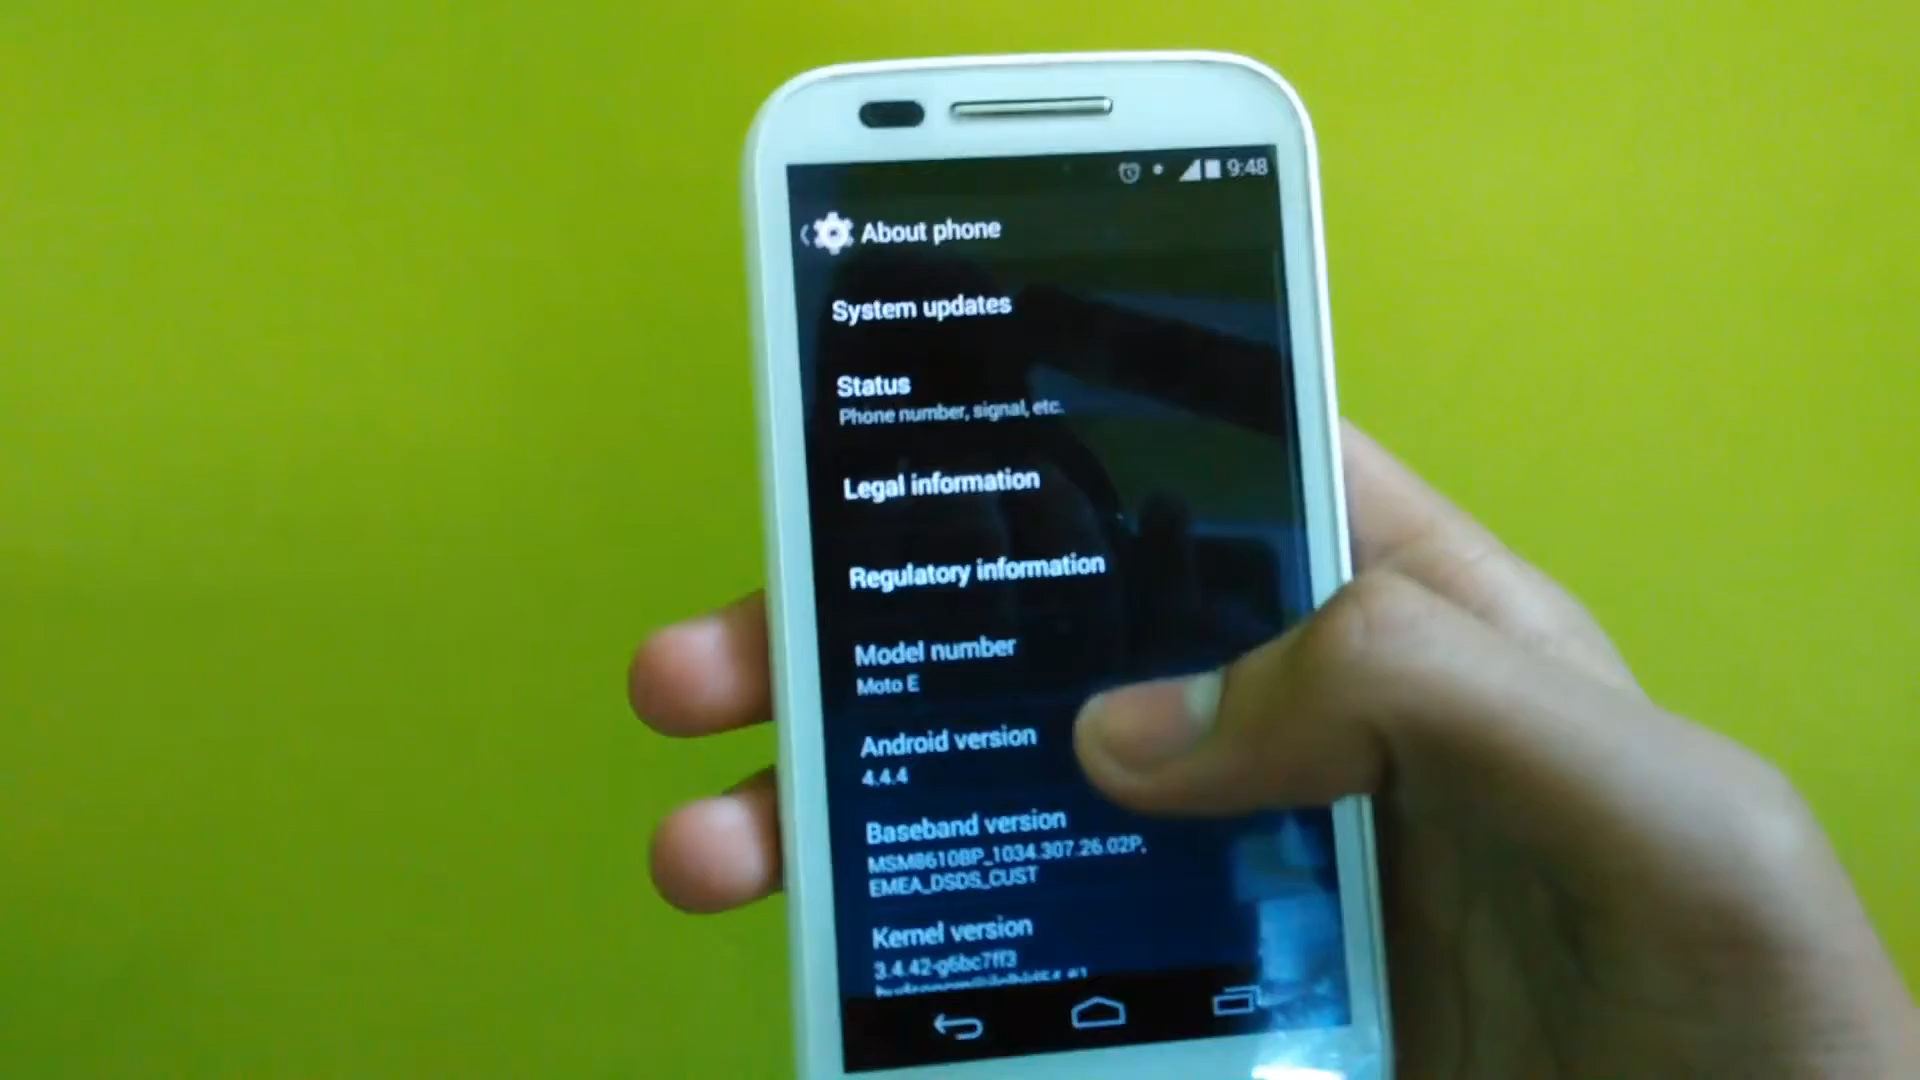 9:48
About phone
System updates
Status
Phone number, signal, etc.
Legal information
Regulatory information
Model number
Moto E
Android version
4.4.4
Baseband version
MSM8610BP_1034.307.26.02P,
EMEA_DSDS_CUST
Kernel version
3.4.42-g6bc7ff3